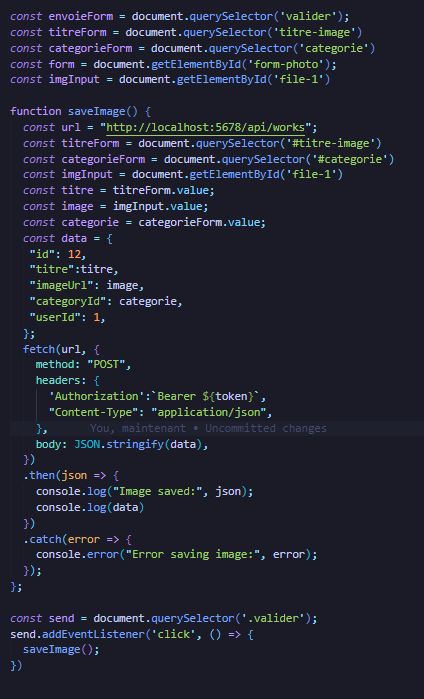 const envoieForm = document.querySelector('valider');
const titreForm = document.querySelector('titre-image')
const categorieForm = document.querySelector('categorie')
const form = document.getElementById('form-photo');
const imgInput = document.getElementById('file-1')
function saveImage() {
const url = "http://localhost:5678/api/works";
const titreForm = document.querySelector('#titre-image')
const categorieForm = document.querySelector('#categorie')
const imgInput = document.getElementById('file-1')
const titre = titreForm.value;
const image = imgInput.value;
const categorie = categorieForm.value;
const data = {
"id": 12,
"titre":titre,
"imageUrl": image,
"categoryId": categorie,
"userId": 1,
};
fetch(url, {
method: "POST",
headers: {
'Authorization':`Bearer ${token}`,
"Content-Type": "application/json",
}, You, maintenant • Uncommitted changes
body: JSON.stringify(data),
})
.then(json => {
console.log("Image saved:", json);
console.log(data)
})
.catch(error => {
console.error("Error saving image:", error);
});
};
const send = document.querySelector('.valider');
send.addEventListener('click', () => {
saveImage();
})